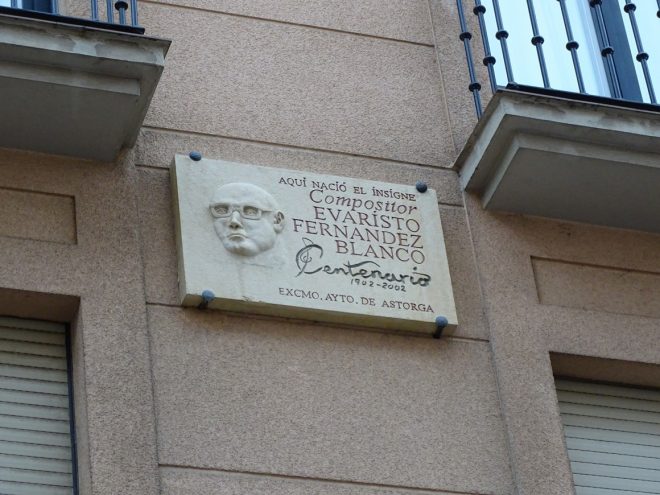 AQUÍ NACIÓ EL INSIGNE
Compositor
EVARISTO
FERNANDEZ
BLANCO
Centenario
1902-2002
EXCMO. AYTO. DE ASTORGA